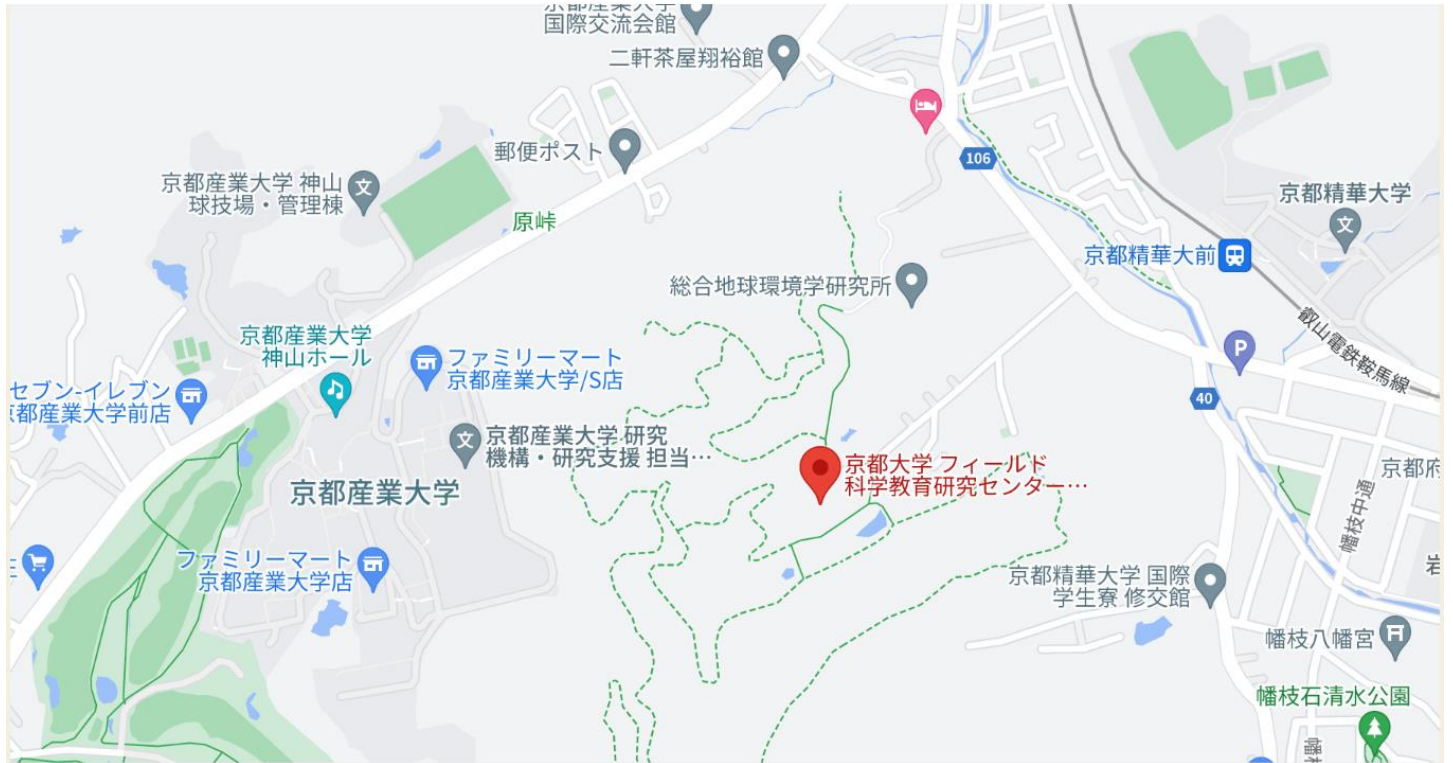 国際交流会館
二軒茶屋翔裕館
郵便ポスト
106
京都産業大学 神山
球技場・管理棟
原峠
京都精華大学
文
京都精華大前
総合地球環境学研究所
叡山電鉄鞍馬線
P
京都産業大学
神山ホール
ファミリーマート
京都産業大学/S店
セブン-イレブン
京都産業大学前店
40
京都産業大学 研究
機構・研究支援 担当…
文
京都大学 フィールド
科学教育研究センター…
京都府
京都産業大学
幡枝中通
岩
ファミリーマート
京都産業大学店
京都精華大学 国際
学生寮 修交館
幡枝八幡宮
幡枝石清水公園
幡